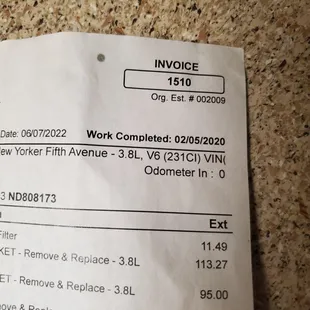 INVOICE
1510
Org. Est. # 002009
Date: 06/07/2022 Work Completed: 02/05/2020
ew Yorker Fifth Avenue - 3.8L, V6 (231CI) VIN(
Odometer In : 0
3 ND808173
Ext
Filter 11.49
KET - Remove & Replace - 3.8L 113.27
ET - Remove & Replace - 3.8L 95.00